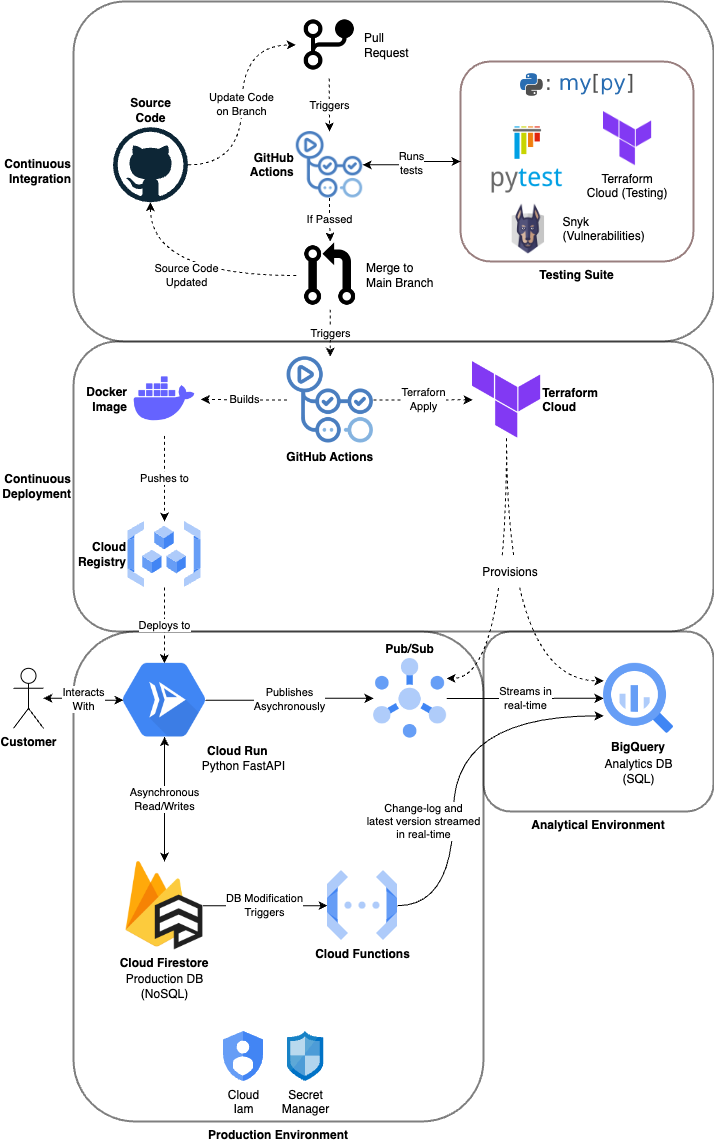 Pull
Request
Update Code
on Branch
Triggers
Source
Code
: my[py]
Continuous
Integration
GitHub
Actions
Runs
tests
pytest
Terraform
Cloud (Testing)
If Passed
Snyk
(Vulnerabilities)
Source Code
Updated
Merge to
Main Branch
Testing Suite
Triggers
Docker
Image
Builds
Terraform
Apply
Terraform
Cloud
GitHub Actions
Continuous
Deployment
Pushes to
Cloud
Registry
Provisions
Deploys to
Pub/Sub
Interacts
With
Publishes
Asychronously
Streams in
real-time
Customer
Cloud Run
Python FastAPI
BigQuery
Analytics DB
(SQL)
Asynchronous
Read/Writes
Change-log and
latest version streamed
in real-time
Analytical Environment
DB Modification
Triggers
Cloud Firestore
Production DB
(NoSQL)
Cloud Functions
Cloud
Iam
Secret
Manager
Production Environment